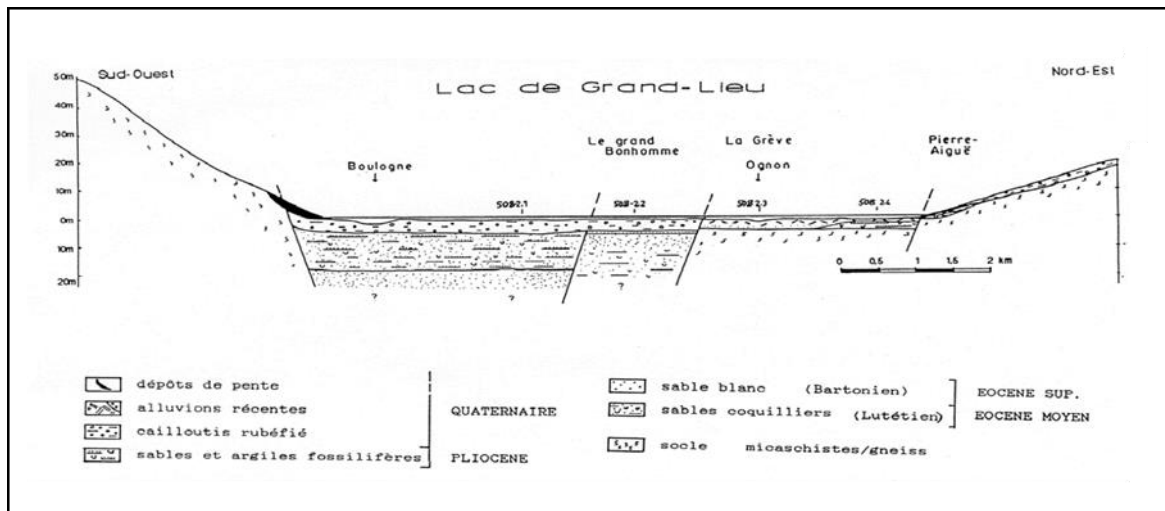 Sud-Ouest
Nord-Est
Lac de Grand-Lieu
50m
40m
30m
20m
10m
0m
10m
20m
Boulogne
Le grand
Bonhomme
La Grève
Ognon
Pierre-
Aiguë
? ? ?
0 0,5 1 1,5 2 km
dépôts de pente
alluvions récentes
cailloutis rubéfié
QUATERNAIRE
sables et argiles fossilifères
PLIOCENE
sable blanc (Bartonien)
EOCENE SUP.
sables coquilliers (Lutétien)
EOCENE MOYEN
socle micaschistes/gneiss